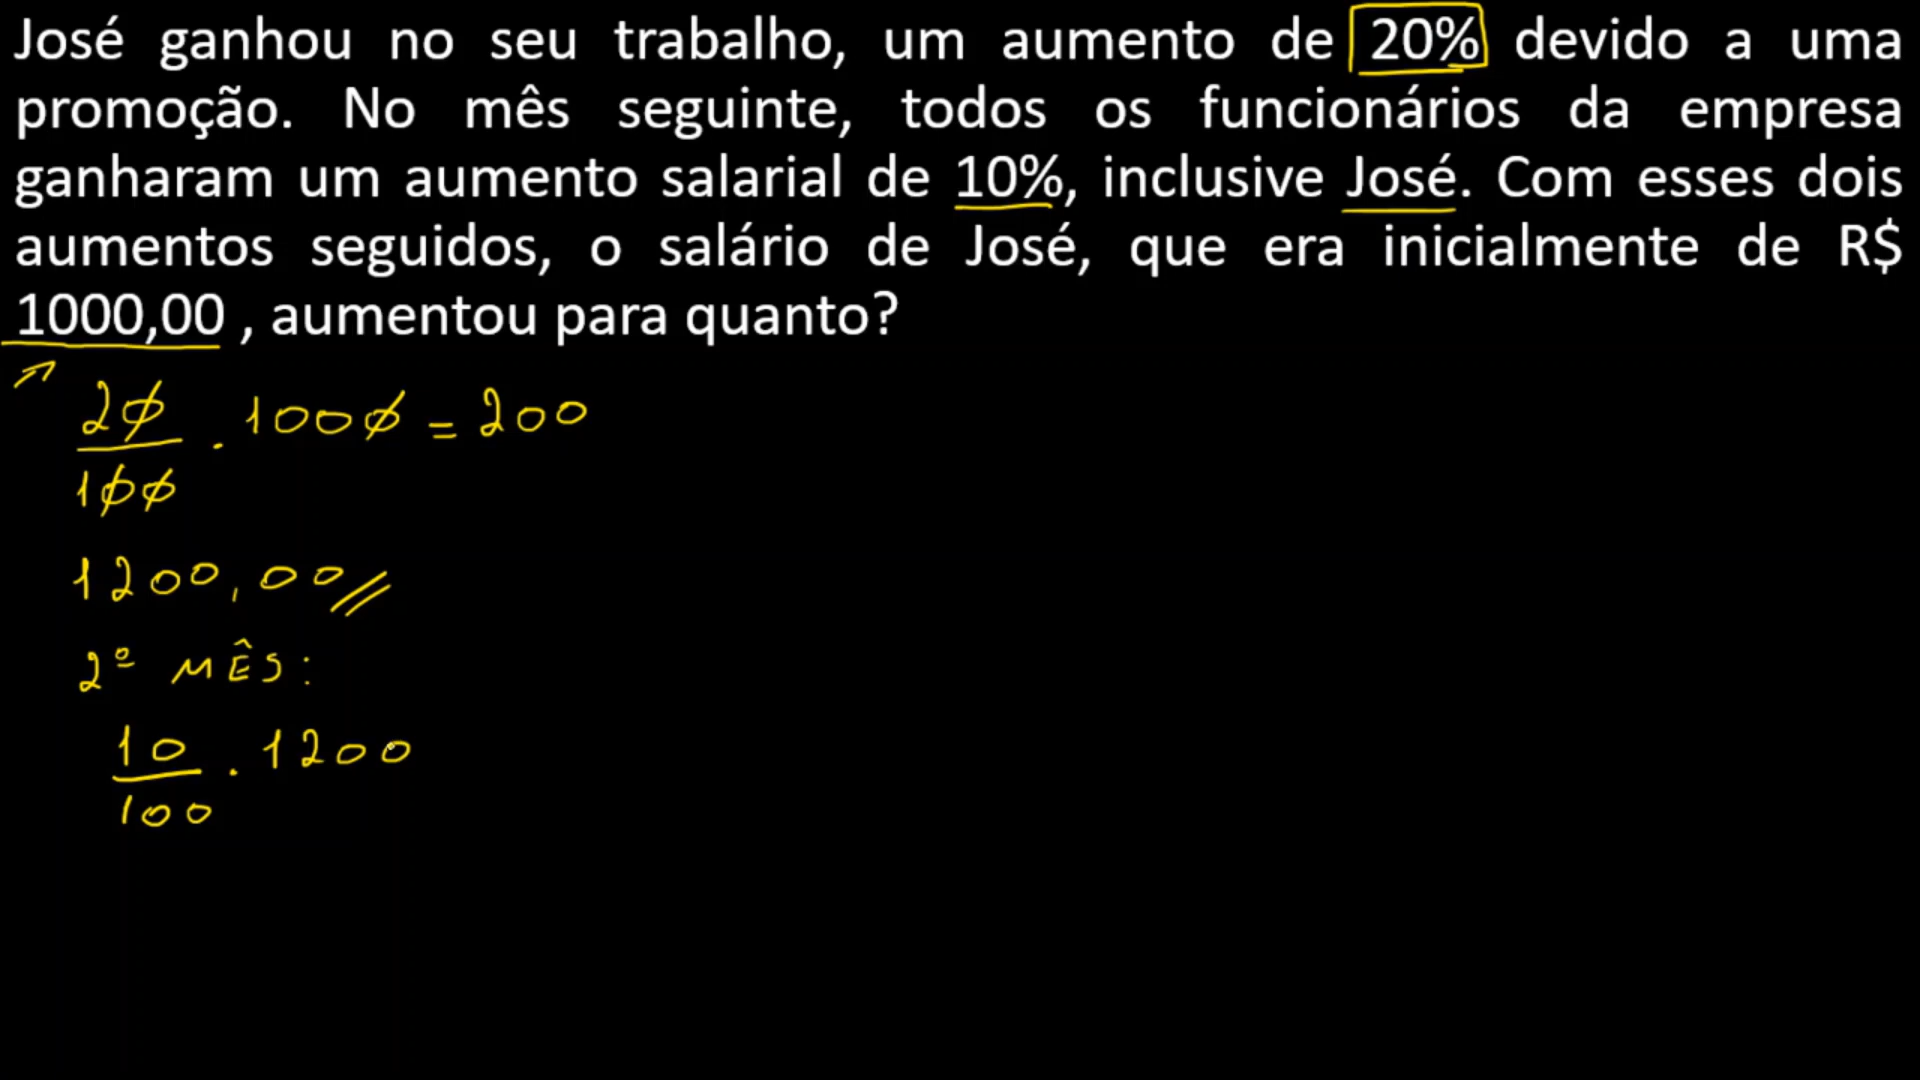 José ganhou no seu trabalho, um aumento de 20% devido a uma
promoção. No mês seguinte, todos os funcionários da empresa
ganharam um aumento salarial de 10%, inclusive José. Com esses dois
aumentos seguidos, o salário de José, que era inicialmente de R$
1000,00 , aumentou para quanto?
20/100 . 1000 = 200
1200,00//
2º MÊS:
10/100 . 1200